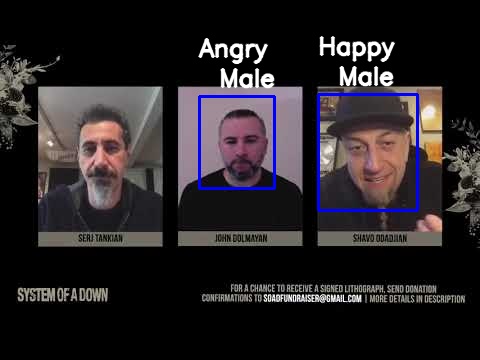 Angry
Male
Happy
Male
SERJ TANKIAN
JOHN DOLMAYAN
SHAVO ODADJIAN
SYSTEM OF A DOWN
FOR A CHANCE TO RECEIVE A SIGNED LITHOGRAPH, SEND DONATION
CONFIRMATIONS TO SOADFUNDRAISER@GMAIL.COM | MORE DETAILS IN DESCRIPTION